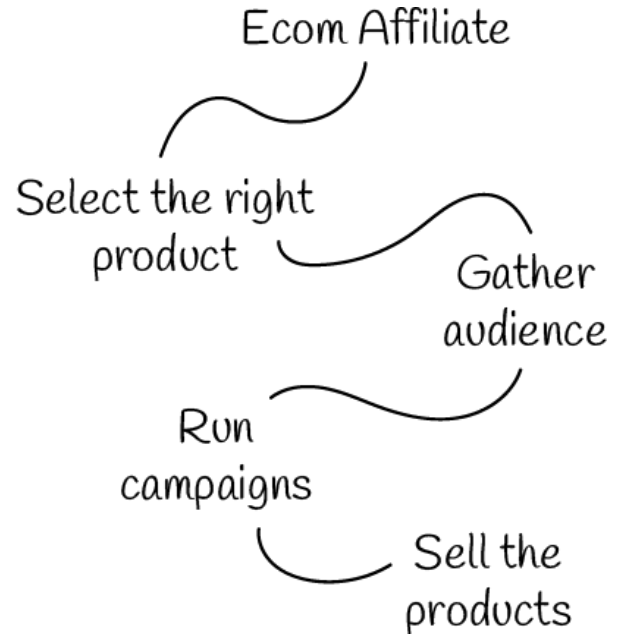 Ecom Affiliate
Select the right
product
Gather
audience
Run
campaigns
Sell the
products